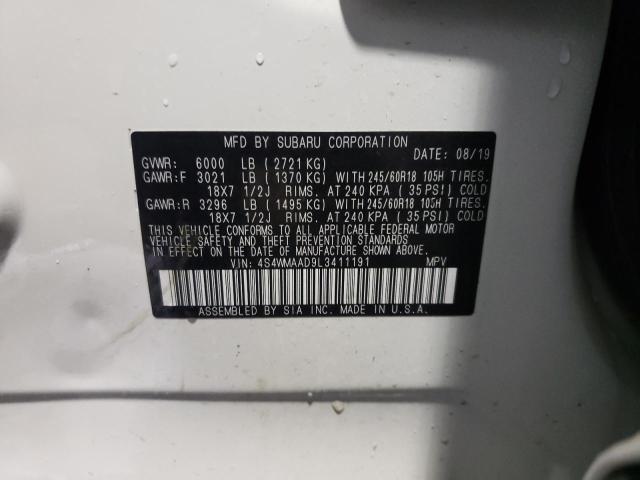 MFD BY SUBARU CORPORATION
GVWR: 6000 LB (2721 KG) DATE: 08/19
GAWR:F 3021 LB (1370 KG) WITH 245/60R18 105H TIRES.
18X7 1/2J RIMS. AT 240 KPA (35 PSI) COLD
GAWR:R 3296 LB (1495 KG) WITH 245/60R18 105H TIRES.
18X7 1/2J RIMS. AT 240 KPA (35 PSI) COLD
THIS VEHICLE CONFORMS TO ALL APPLICABLE FEDERAL MOTOR
VEHICLE SAFETY AND THEFT PREVENTION STANDARDS
IN EFFECT ON THE DATE OF MANUFACTURE SHOWN ABOVE.
VIN: 4S4WMAAD9L3411191 MPV
ASSEMBLED BY SIA INC. MADE IN U.S.A.